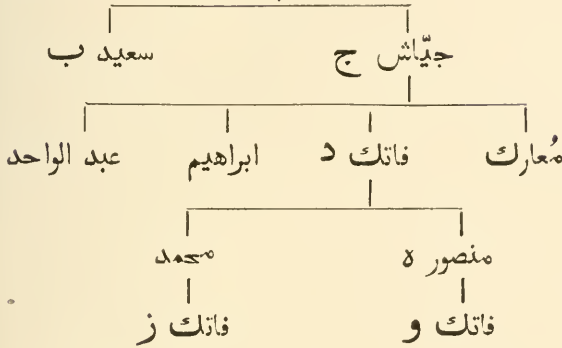 جيّاش ج سعيد ب
مُعارك فاتك د ابراهيم عبد الواحد
منصور ه محمد
فاتك و فاتك ز